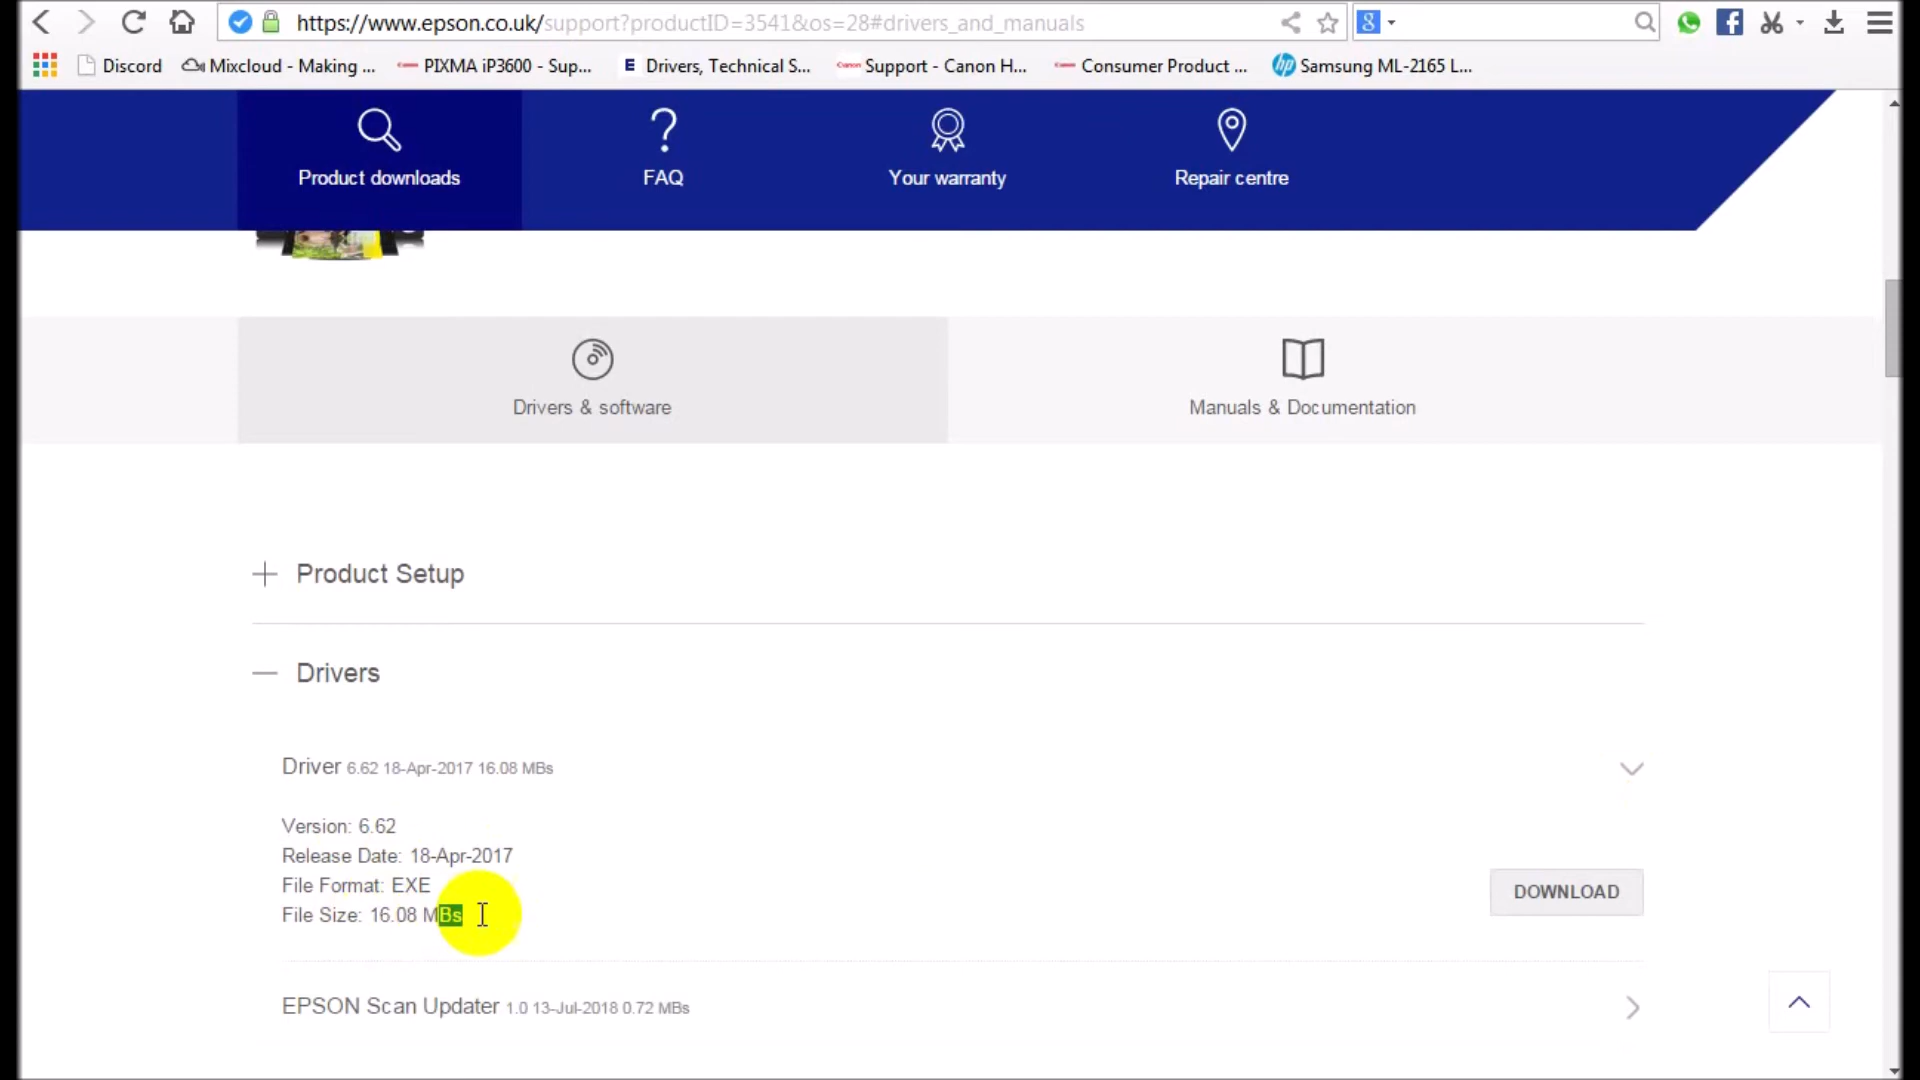 https://www.epson.co.uk/support?productID=3541&os=28#drivers_and_manuals
8
Discord
Mixcloud - Making ...
PIXMA iP3600 - Sup...
E Drivers, Technical S...
Canon Support - Canon H...
Consumer Product ...
hp Samsung ML-2165 L...
Product downloads
FAQ
Your warranty
Repair centre
Drivers & software
Manuals & Documentation
Product Setup
Drivers
Driver 6.62 18-Apr-2017 16.08 MBs
Version: 6.62
Release Date: 18-Apr-2017
File Format: EXE
File Size: 16.08 MBs
DOWNLOAD
EPSON Scan Updater 1.0 13-Jul-2018 0.72 MBs